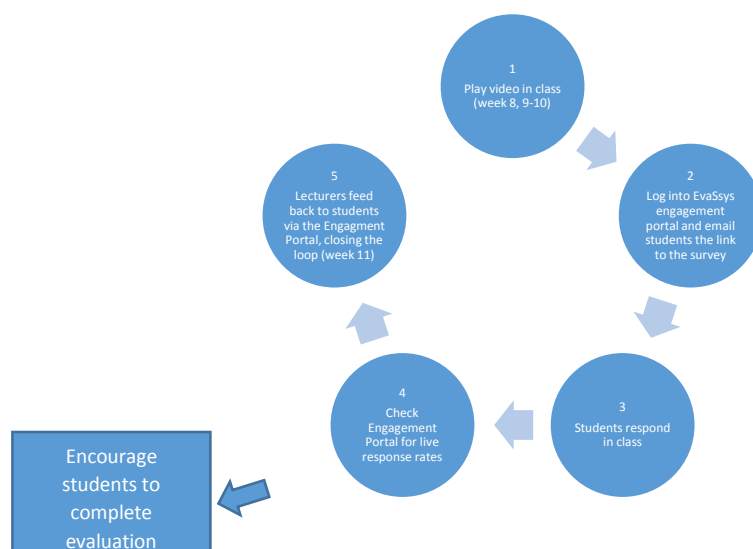 1
Play video in class
(week 8, 9-10)
2
Log into EvaSsys
engagement
portal and email
students the link
to the survey
3
Students respond
in class
4
Check
Engagement
Portal for live
response rates
5
Lecturers feed
back to students
via the Engagment
Portal, closing the
loop (week 11)
Encourage
students to
complete
evaluation